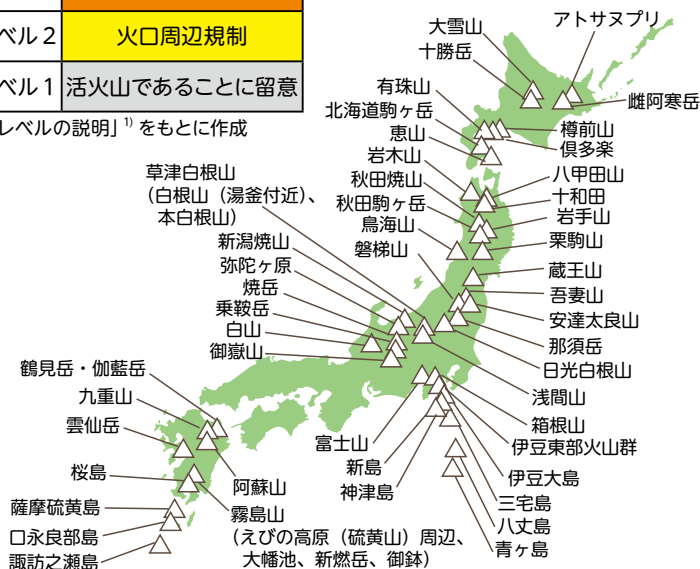 ベル2 火口周辺規制
ベル1 活火山であることに留意
レベルの説明」1) をもとに作成
アトサヌプリ
大雪山
十勝岳
雌阿寒岳
有珠山
北海道駒ヶ岳
恵山
樽前山
倶多楽
岩木山
秋田焼山
秋田駒ヶ岳
鳥海山
磐梯山
八甲田山
十和田
岩手山
栗駒山
蔵王山
吾妻山
安達太良山
那須岳
日光白根山
浅間山
箱根山
伊豆東部火山群
伊豆大島
三宅島
八丈島
青ヶ島
草津白根山
(白根山(湯釜付近)、
本白根山)
新潟焼山
弥陀ヶ原
焼岳
乗鞍岳
白山
御嶽山
富士山
新島
神津島
鶴見岳・伽藍岳
九重山
雲仙岳
桜島
薩摩硫黄島
口永良部島
諏訪之瀬島
阿蘇山
霧島山
(えびの高原(硫黄山)周辺、
大幡池、新燃岳、御鉢)